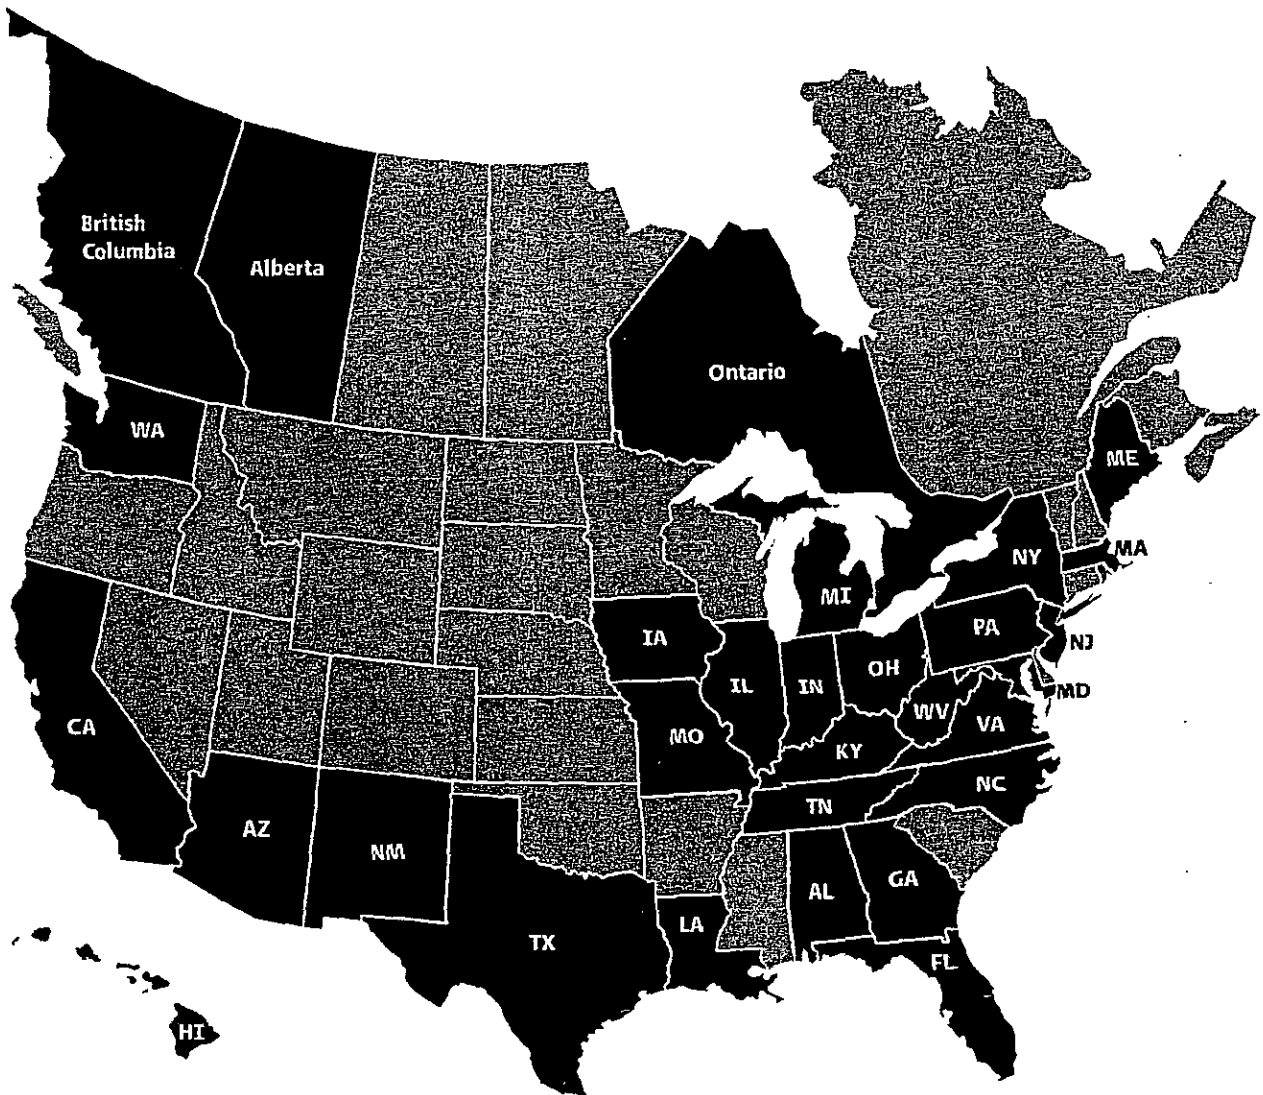 British
Columbia
Alberta
Ontario
WA
ME
NY
MA
MI
IA
PA
NJ
OH
IL
IN
MD
WV
CA
MO
VA
KY
NC
TN
AZ
NM
GA
AL
LA
TX
FL
HI